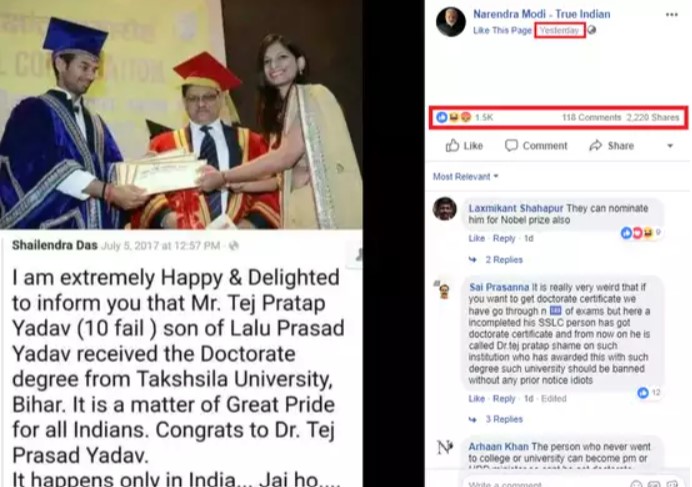 CONVOCATION
Shailendra Das July 5, 2017 at 12:57 PM ·
I am extremely Happy & Delighted
to inform you that Mr. Tej Pratap
Yadav (10 fail ) son of Lalu Prasad
Yadav received the Doctorate
degree from Takshsila University,
Bihar. It is a matter of Great Pride
for all Indians. Congrats to Dr. Tej
Prasad Yadav.
It happens only in India... Jai ho....
Narendra Modi - True Indian
Like This Page · Yesterday ·
1.5K 118 Comments 2,220 Shares
Like Comment Share
Most Relevant
Laxmikant Shahapur They can nominate
him for Nobel prize also
Like · Reply · 1d
9
2 Replies
Sai Prasanna It is really very weird that if
you want to get doctorate certificate we
have go through n of exams but here a
incompleted his SSLC person has got
doctorate certificate and from now on he is
called Dr.tej pratap shame on such
institution who has awarded this with such
degree such university should be banned
without any prior notice idiots
12
Like · Reply · 1d · Edited
3 Replies
Arhaan Khan The person who never went
to college or university can become pm or
Write a comment...